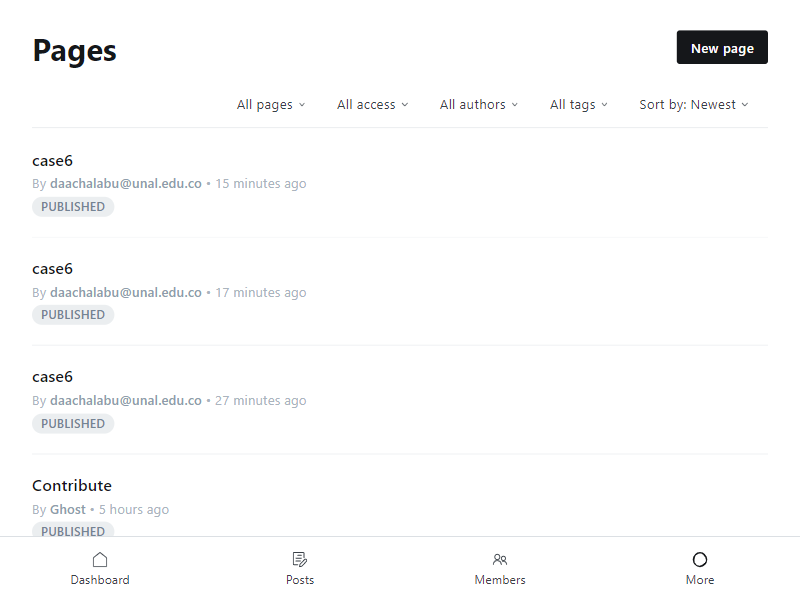 Pages
New page
All pages
All access
All authors
All tags
Sort by: Newest
case6
By daachalabu@unal.edu.co • 15 minutes ago
PUBLISHED
case6
By daachalabu@unal.edu.co • 17 minutes ago
PUBLISHED
case6
By daachalabu@unal.edu.co • 27 minutes ago
PUBLISHED
Contribute
By Ghost • 5 hours ago
PUBLISHED
Dashboard
Posts
Members
More